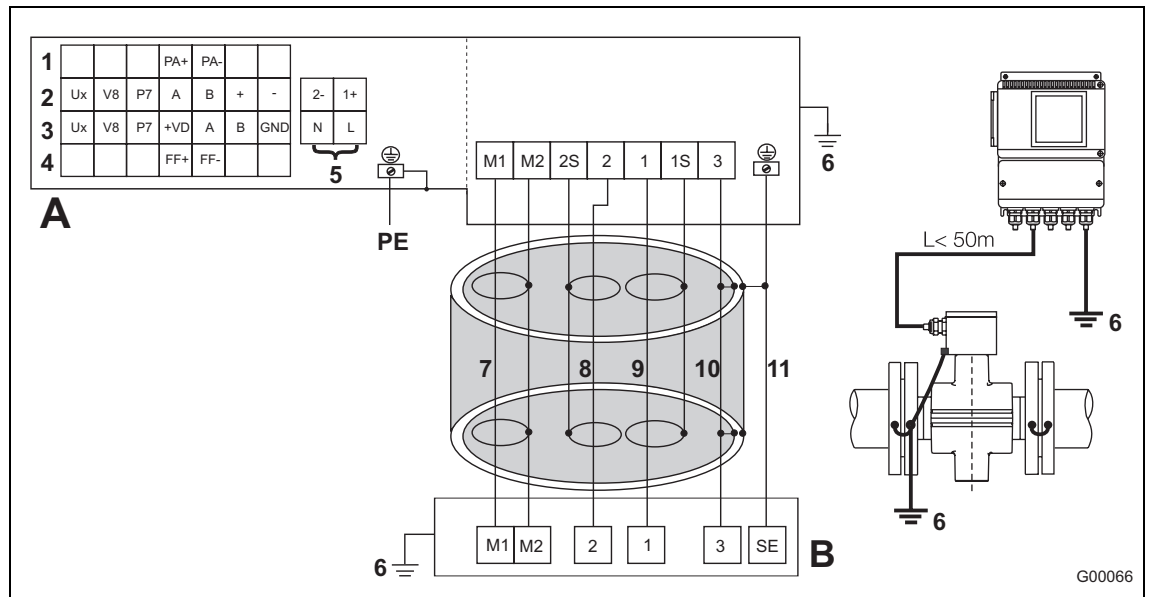 1 PA+ PA-
2 Ux V8 P7 A B + - 2- 1+
3 Ux V8 P7 +VD A B GND N L
4 FF+ FF-
5
A
PE
M1 M2 2S 2 1 1S 3
6
7 8 9 10 11
6
M1 M2 2 1 3 SE
B
L< 50m
6
6
G00066